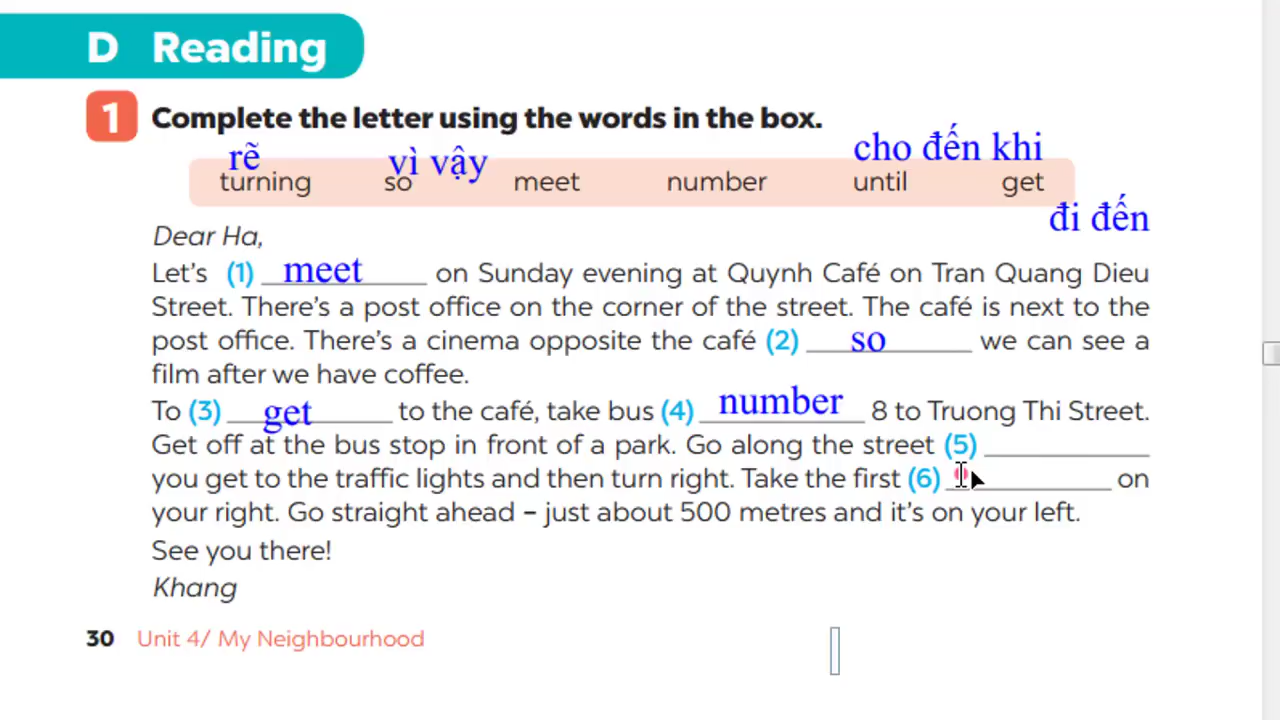 D Reading
1 Complete the letter using the words in the box.
rẽ vì vậy cho đến khi
turning so meet number until get
đi đến
Dear Ha,
Let's (1) meet on Sunday evening at Quynh Café on Tran Quang Dieu
Street. There's a post office on the corner of the street. The café is next to the
post office. There's a cinema opposite the café (2) so we can see a
film after we have coffee.
To (3) get to the café, take bus (4) number 8 to Truong Thi Street.
Get off at the bus stop in front of a park. Go along the street (5) ____________
you get to the traffic lights and then turn right. Take the first (6) ____________ on
your right. Go straight ahead – just about 500 metres and it's on your left.
See you there!
Khang
30 Unit 4/ My Neighbourhood